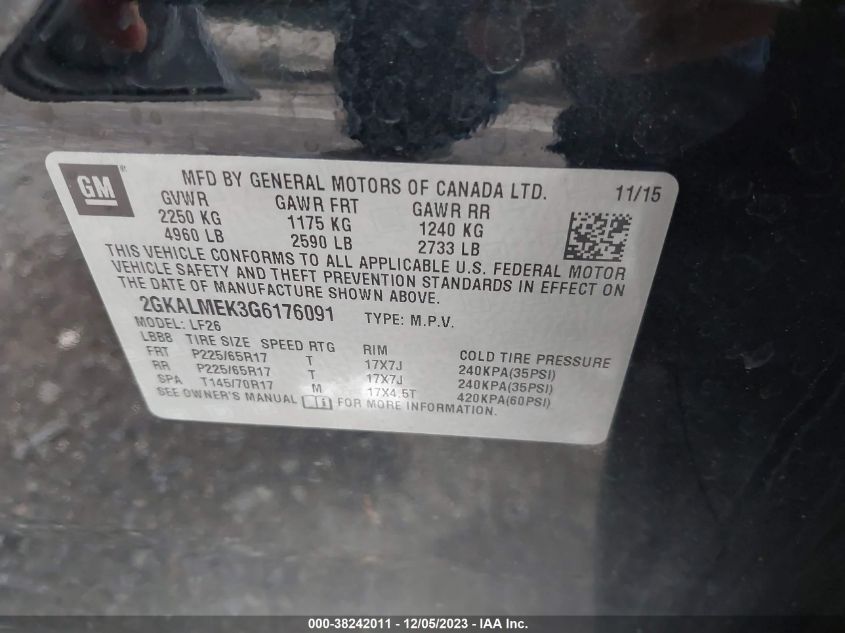 GM
MFD BY GENERAL MOTORS OF CANADA LTD. 11/15
GVWR GAWR FRT GAWR RR
2250 KG 1175 KG 1240 KG
4960 LB 2590 LB 2733 LB
THIS VEHICLE CONFORMS TO ALL APPLICABLE U.S. FEDERAL MOTOR
VEHICLE SAFETY AND THEFT PREVENTION STANDARDS IN EFFECT ON
THE DATE OF MANUFACTURE SHOWN ABOVE.
2GKALMEK3G6176091 TYPE: M.P.V.
MODEL: LF26
LBBB TIRE SIZE SPEED RTG RIM COLD TIRE PRESSURE
FRT P225/65R17 T 17X7J 240KPA(35PSI)
RR P225/65R17 T 17X7J 240KPA(35PSI)
SPA T145/70R17 M 17X4.5T 420KPA(60PSI)
SEE OWNER'S MANUAL FOR MORE INFORMATION.
000-38242011 - 12/05/2023 - IAA Inc.